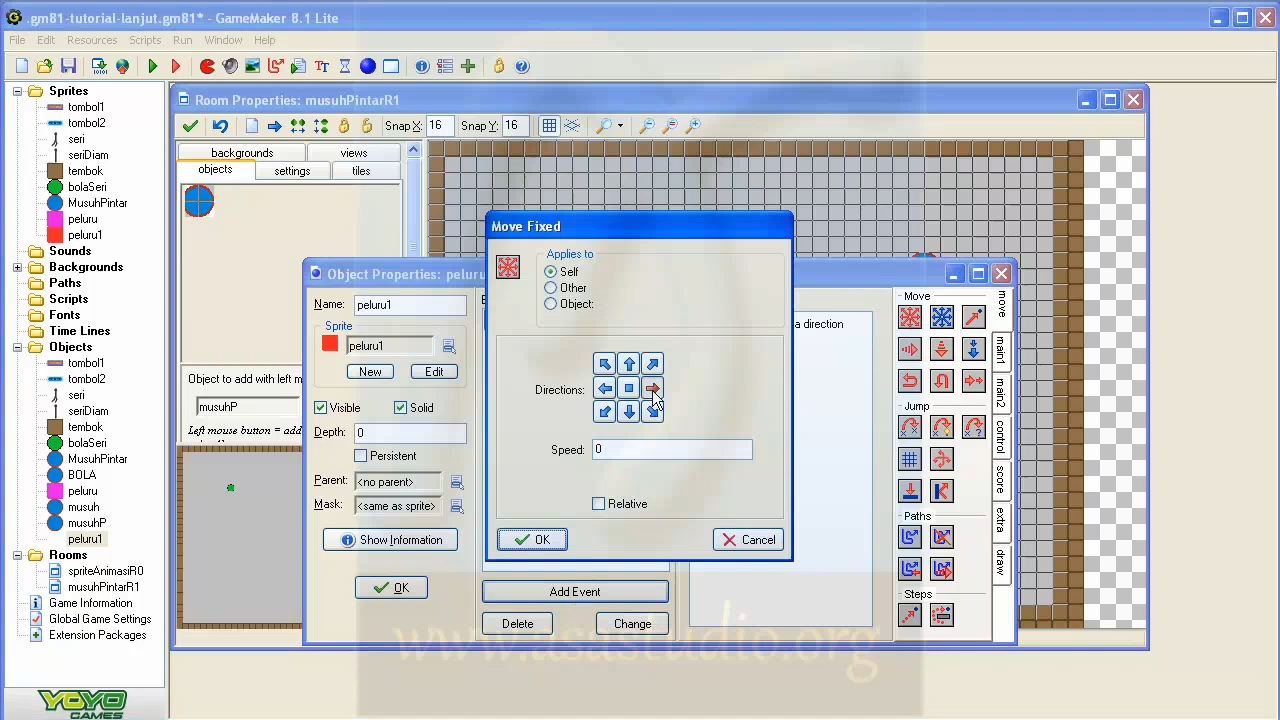 .gm81-tutorial-lanjut.gm81* - GameMaker 8.1 Lite
File Edit Resources Scripts Run Window Help
Sprites
tombol1
tombol2
seri
seriDiam
tembok
bolaSeri
MusuhPintar
peluru
peluru1
Sounds
Backgrounds
Paths
Scripts
Fonts
Time Lines
Objects
tombol1
tombol2
seri
seriDiam
tembok
bolaSeri
MusuhPintar
BOLA
peluru
musuh
musuhP
peluru1
Rooms
spriteAnimasiR0
musuhPintarR1
Game Information
Global Game Settings
Extension Packages
YOYO
GAMES
Room Properties: musuhPintarR1
Snap X: 16 Snap Y: 16
backgrounds views
objects settings tiles
Object to add with left m
musuhP
Left mouse button = add
Object Properties: peluru
Name: peluru1
Sprite
peluru1
New Edit
Visible Solid
Depth: 0
Persistent
Parent: <no parent>
Mask: <same as sprite>
Show Information
OK
Add Event
Delete Change
a direction
Move Fixed
Applies to
Self
Other
Object:
Directions:
Speed: 0
Relative
OK Cancel
Move
Jump
Paths
Steps
move
main1
main2
control
score
extra
draw
www.asastudio.org